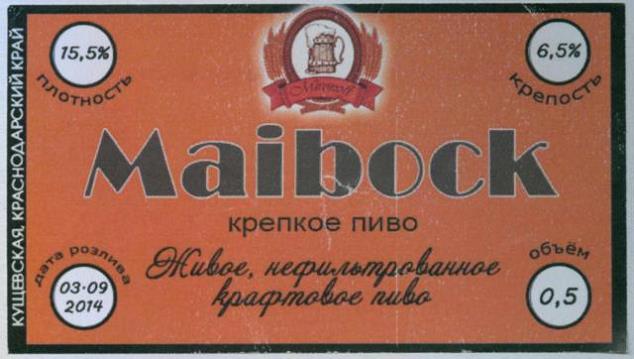 КУЩЕВСКАЯ, КРАСНОДАРСКИЙ КРАЙ
15,5%
плотность
6,5%
крепость
Maibock
крепкое пиво
дата розлива
03·09
2014
Живое, нефильтрованное
крафтовое пиво
объём
0,5